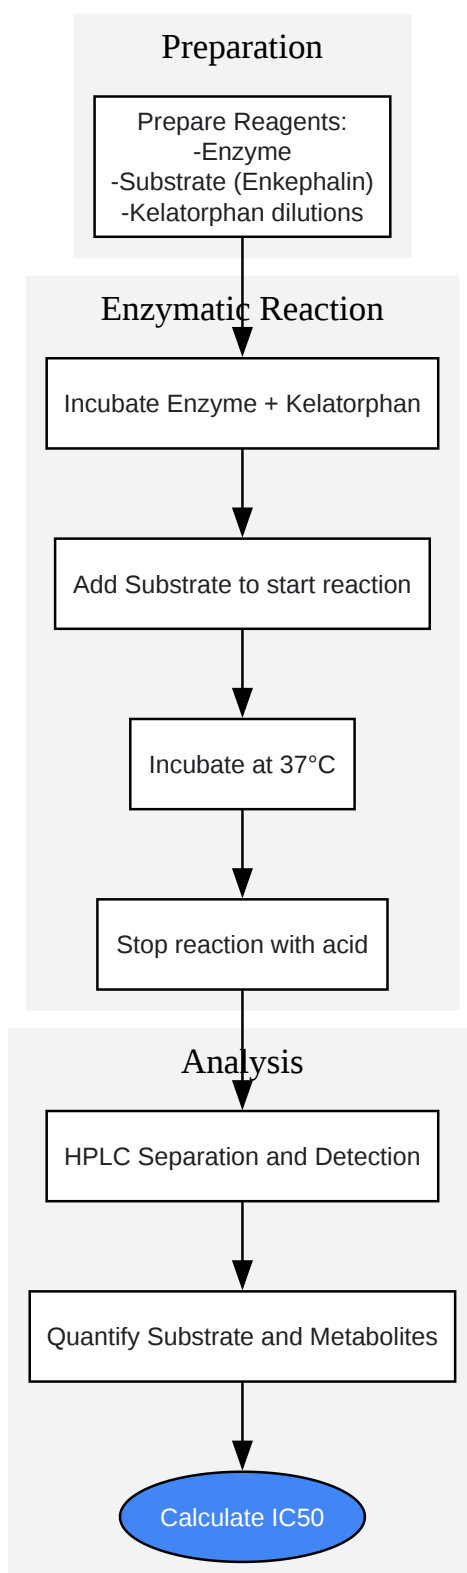 Preparation
Prepare Reagents:
-Enzyme
-Substrate (Enkephalin)
-Kelatorphan dilutions
Enzymatic Reaction
Incubate Enzyme + Kelatorphan
Add Substrate to start reaction
Incubate at 37°C
Stop reaction with acid
Analysis
HPLC Separation and Detection
Quantify Substrate and Metabolites
Calculate IC50